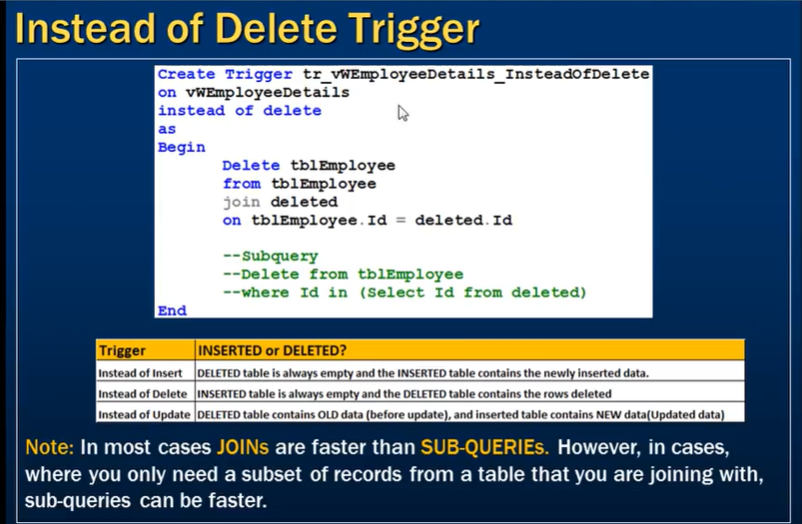 Instead of Delete Trigger
Create Trigger tr_vWEmployeeDetails_InsteadOfDelete
on vWEmployeeDetails
instead of delete
as
Begin
Delete tblEmployee
from tblEmployee
join deleted
on tblEmployee.Id = deleted.Id
--Subquery
--Delete from tblEmployee
--where Id in (Select Id from deleted)
End
Trigger INSERTED or DELETED?
Instead of Insert DELETED table is always empty and the INSERTED table contains the newly inserted data.
Instead of Delete INSERTED table is always empty and the DELETED table contains the rows deleted
Instead of Update DELETED table contains OLD data (before update), and inserted table contains NEW data(Updated data)
Note: In most cases JOINs are faster than SUB-QUERIEs. However, in cases,
where you only need a subset of records from a table that you are joining with,
sub-queries can be faster.